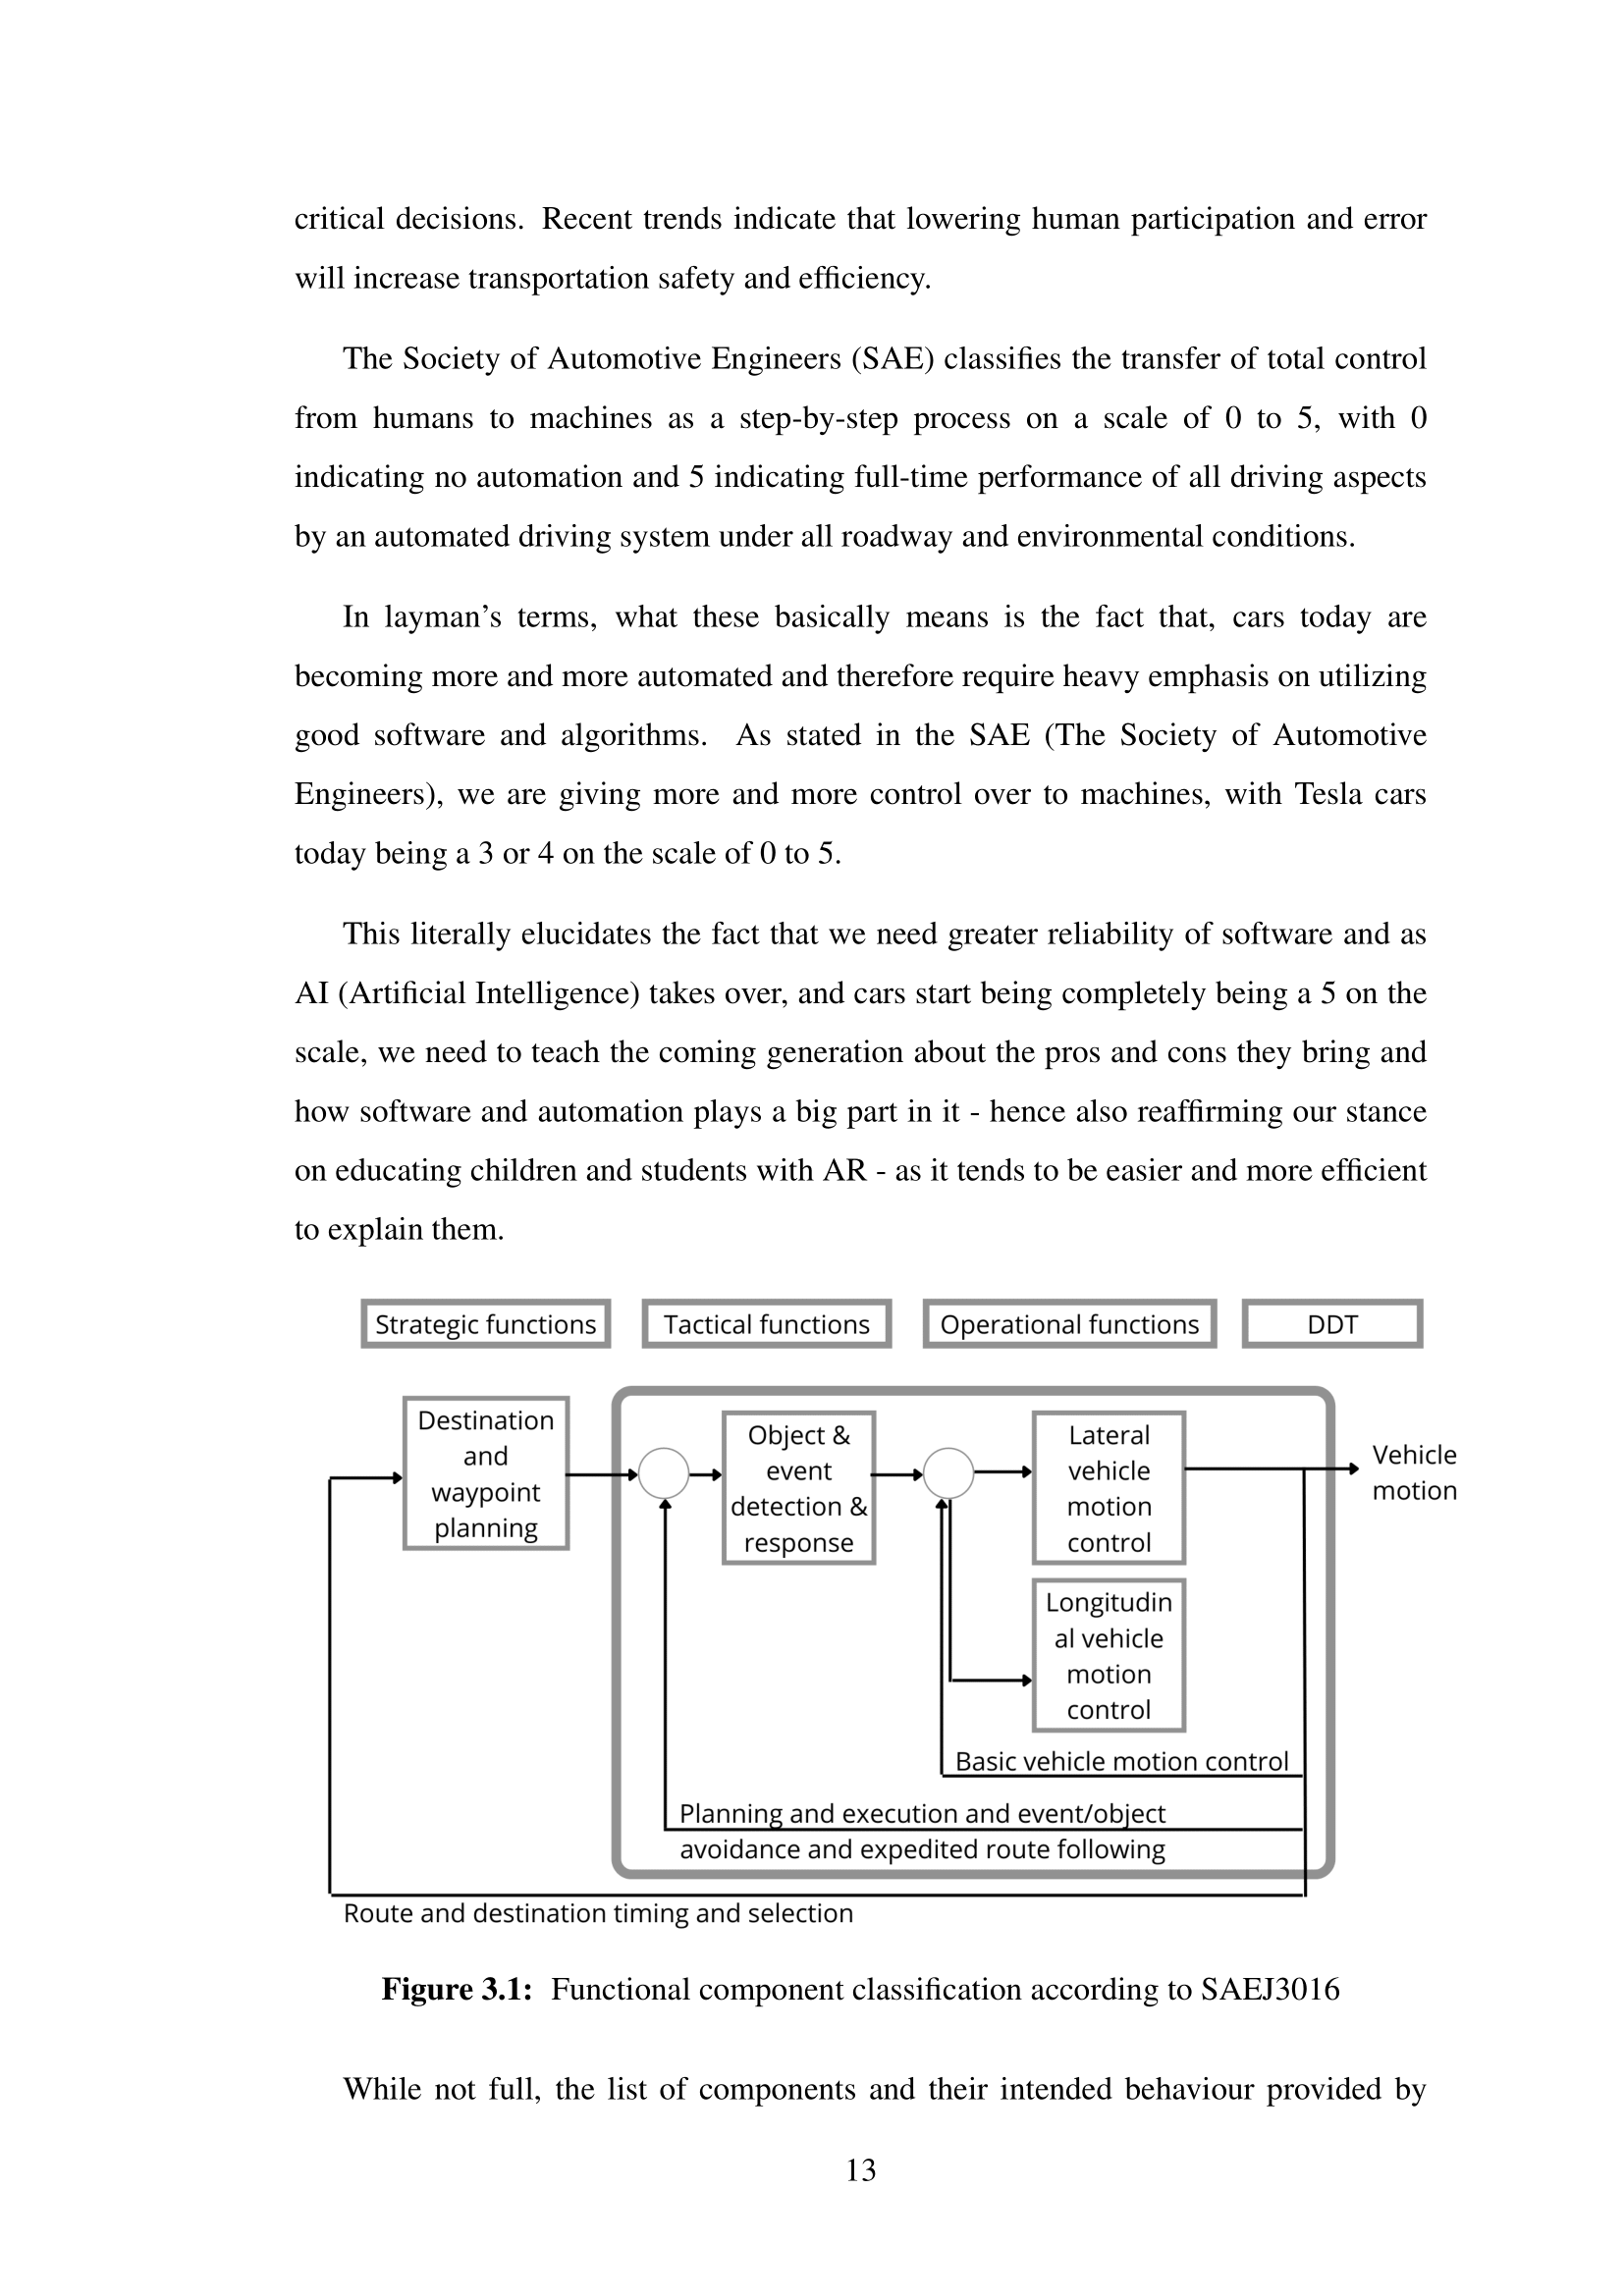 critical decisions. Recent trends indicate that lowering human participation and error
will increase transportation safety and efficiency.
The Society of Automotive Engineers (SAE) classifies the transfer of total control
from humans to machines as a step-by-step process on a scale of 0 to 5, with 0
indicating no automation and 5 indicating full-time performance of all driving aspects
by an automated driving system under all roadway and environmental conditions.
In layman’s terms, what these basically means is the fact that, cars today are
becoming more and more automated and therefore require heavy emphasis on utilizing
good software and algorithms. As stated in the SAE (The Society of Automotive
Engineers), we are giving more and more control over to machines, with Tesla cars
today being a 3 or 4 on the scale of 0 to 5.
This literally elucidates the fact that we need greater reliability of software and as
AI (Artificial Intelligence) takes over, and cars start being completely being a 5 on the
scale, we need to teach the coming generation about the pros and cons they bring and
how software and automation plays a big part in it - hence also reaffirming our stance
on educating children and students with AR - as it tends to be easier and more efficient
to explain them.
Strategic functions
Tactical functions
Operational functions
DDT
Destination
and
waypoint
planning
Object &
event
detection &
response
Lateral
vehicle
motion
control
Vehicle
motion
Longitudin
al vehicle
motion
control
Basic vehicle motion control
Planning and execution and event/object
avoidance and expedited route following
Route and destination timing and selection
Figure 3.1: Functional component classification according to SAEJ3016
While not full, the list of components and their intended behaviour provided by
13